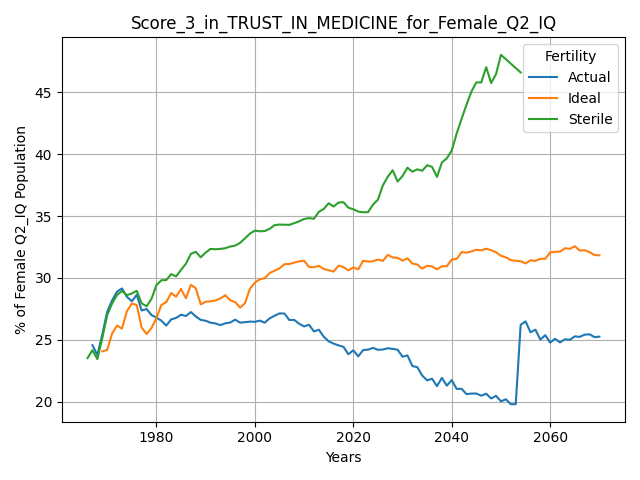 Score_3_in_TRUST_IN_MEDICINE_for_Female_Q2_IQ
Fertility
Actual
Ideal
Sterile
% of Female Q2_IQ Population
45
40
35
30
25
20
1980
2000
2020
2040
2060
Years